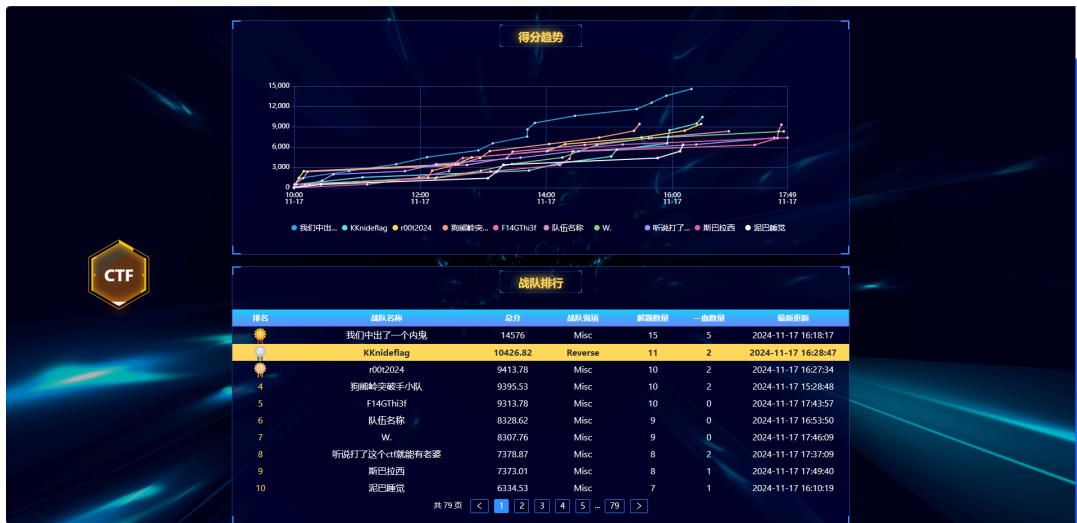 得分趋势
15,000
12,000
9,000
6,000
3,000
0
10:00 12:00 14:00 16:00 17:49
11-17 11-17 11-17 11-17 11-17
我们中出... KKnideflag r00t2024 狗熊岭突... F14GThi3f 队伍名称 W. 听说打了... 斯巴拉西 泥巴睡觉
CTF
战队排行
排名 战队名称 总分 战队强项 解题数量 一血数量 最新更新
我们中出了一个内鬼 14576 Misc 15 5 2024-11-17 16:18:17
KKnideflag 10426.82 Reverse 11 2 2024-11-17 16:28:47
r00t2024 9413.78 Misc 10 2 2024-11-17 16:27:34
4 狗熊岭突破手小队 9395.53 Misc 10 2 2024-11-17 15:28:48
5 F14GThi3f 9313.78 Misc 10 0 2024-11-17 17:43:57
6 队伍名称 8328.62 Misc 9 0 2024-11-17 16:53:50
7 W. 8307.76 Misc 9 0 2024-11-17 17:46:09
8 听说打了这个ctf就能有老婆 7378.87 Misc 8 2 2024-11-17 17:37:09
9 斯巴拉西 7373.01 Misc 8 1 2024-11-17 17:49:40
10 泥巴睡觉 6334.53 Misc 7 1 2024-11-17 16:10:19
共 79 页 < 1 2 3 4 5 ... 79 >